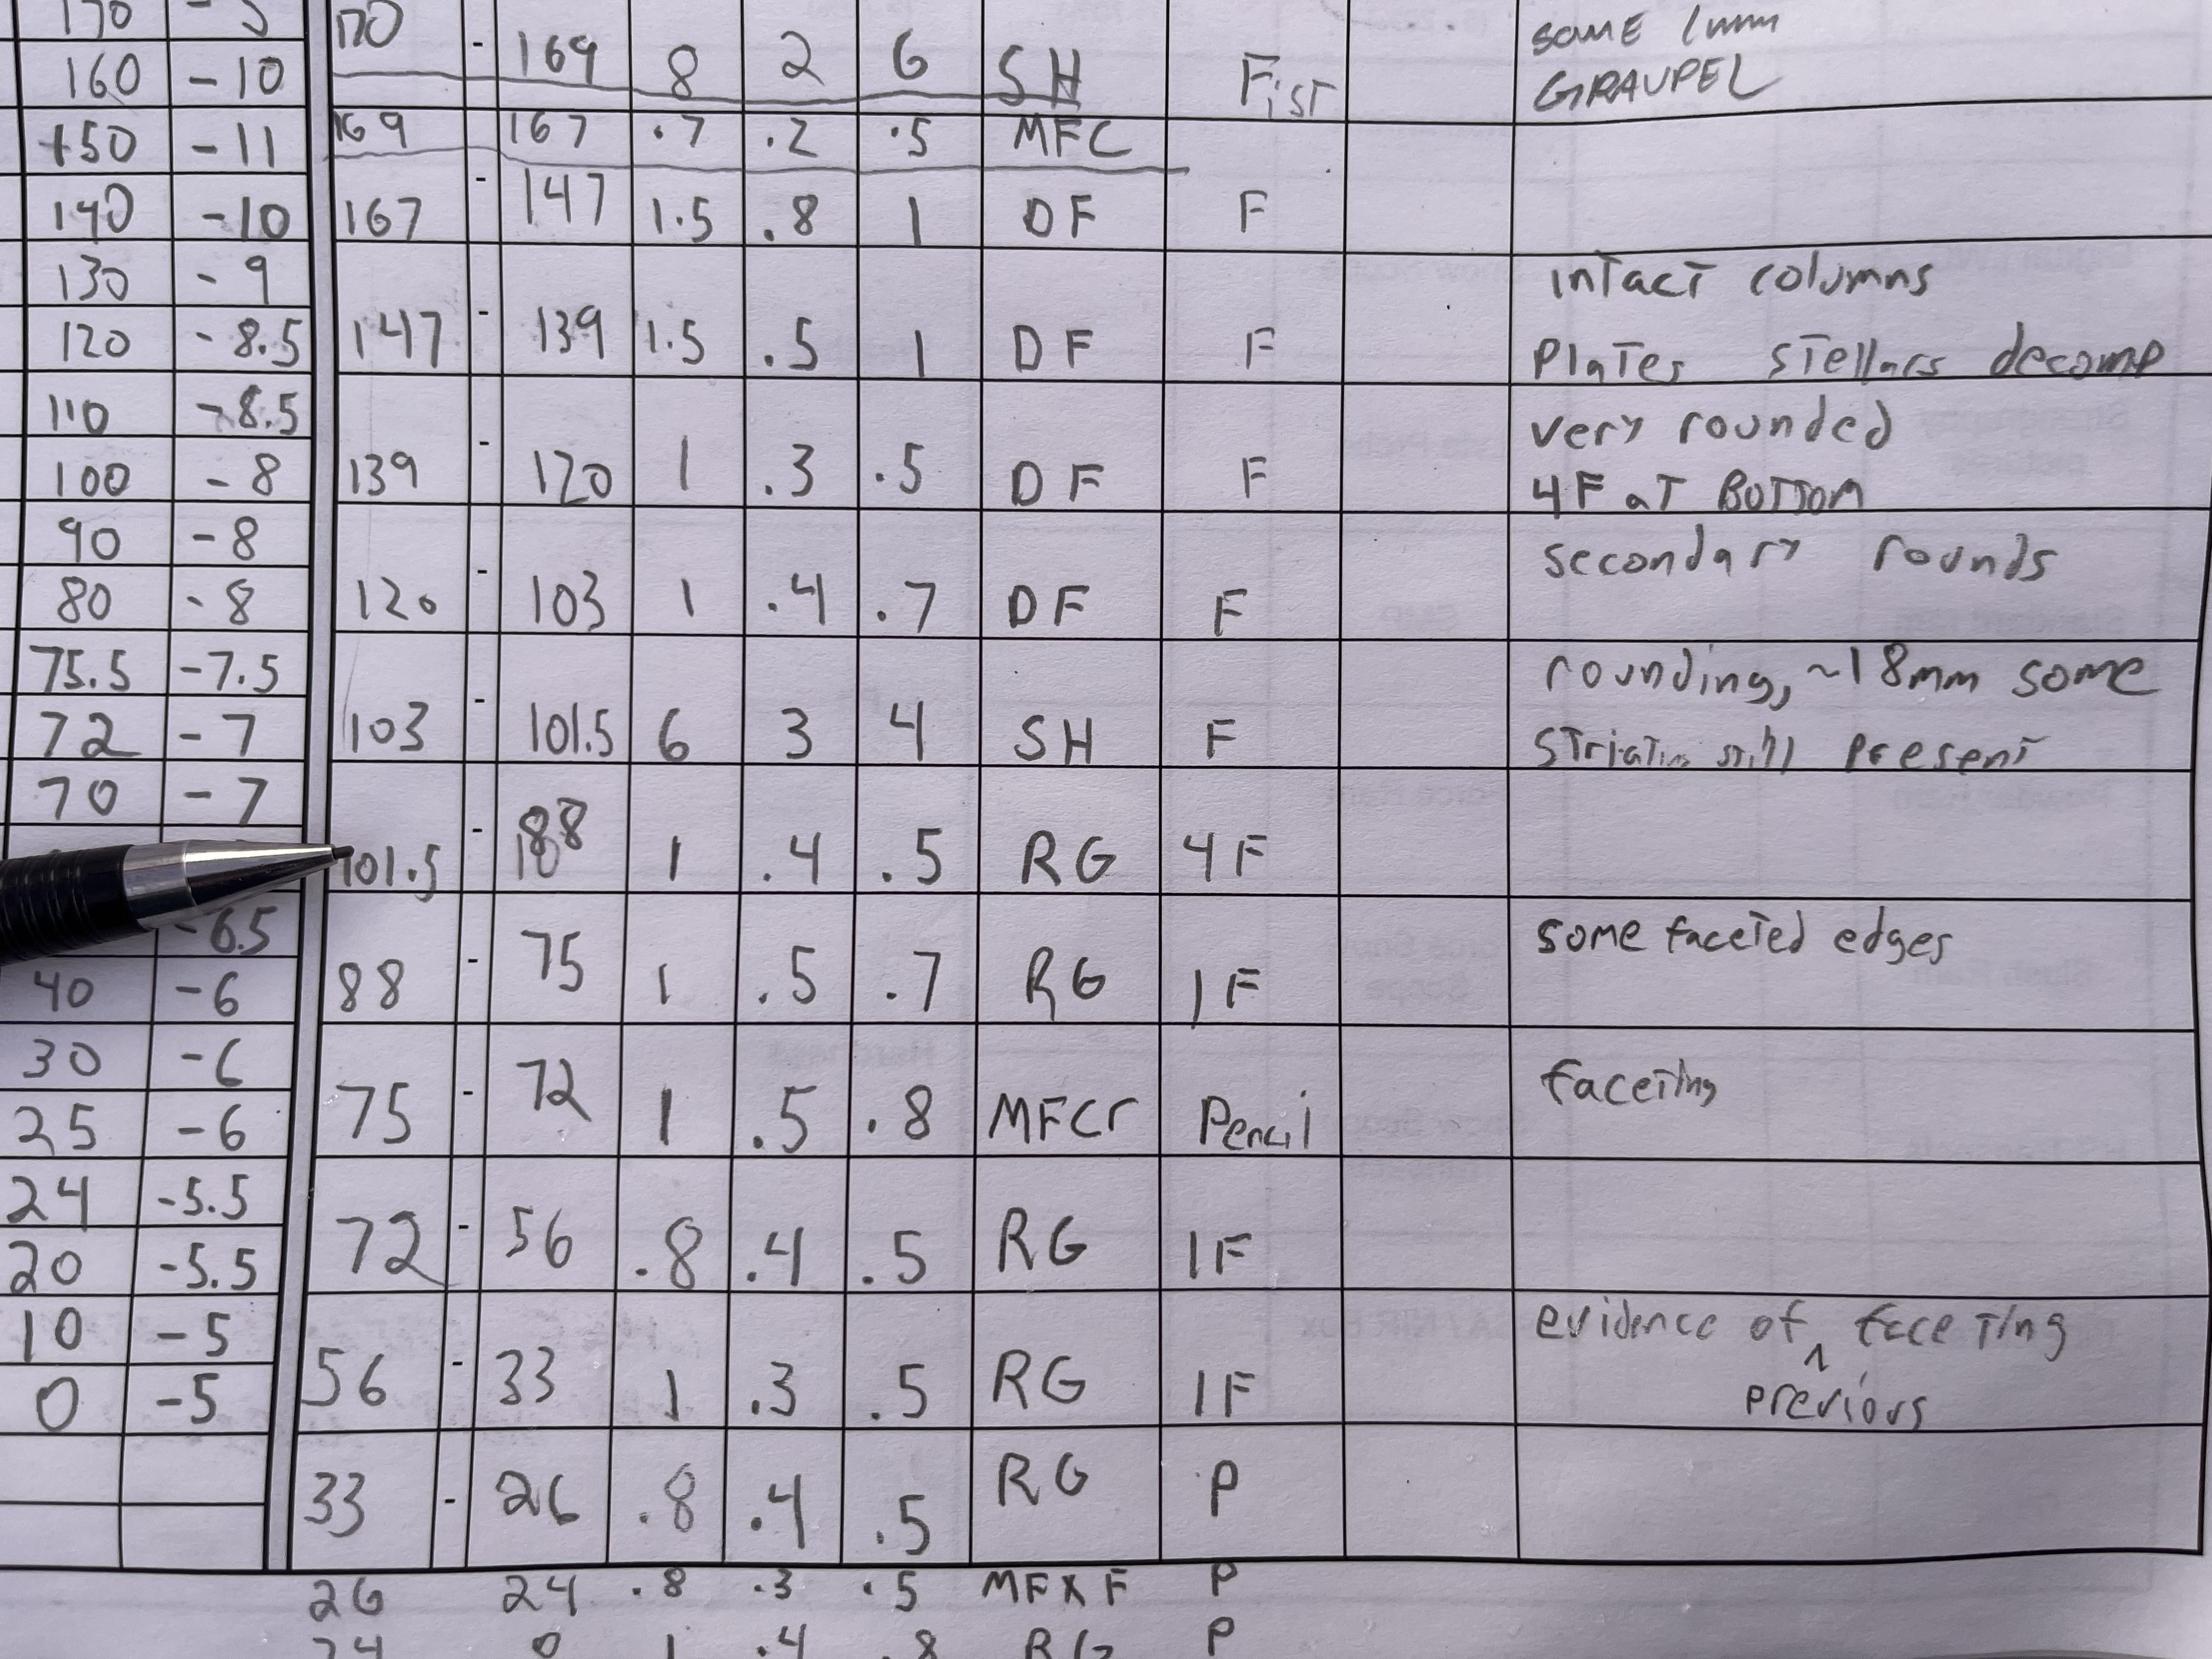 160 -10
150 -11
140 -10
130 -9
120 -8.5
110 -8.5
100 -8
90 -8
80 -8
75.5 -7.5
72 -7
70 -7
-6.5
40 -6
30 -6
25 -6
24 -5.5
20 -5.5
10 -5
0 -5
170 - 169 8 2 6 SH Fist some 1mm
GRAUPEL
169 167 .7 .2 .5 MFC
167 - 147 1.5 .8 1 DF F
147 - 139 1.5 .5 1 DF F intact columns
Plates stellars decomp
139 - 120 1 .3 .5 DF F very rounded
4F at BOTTOM
120 - 103 1 .4 .7 DF F secondary rounds
103 - 101.5 6 3 4 SH F rounding, ~18mm some
striation still present
101.5 - 88 1 .4 .5 RG 4F
88 - 75 1 .5 .7 RG 1F some faceted edges
75 - 72 1 .5 .8 MFcr Pencil faceting
72 - 56 .8 .4 .5 RG 1F
56 - 33 1 .3 .5 RG 1F evidence of ^ faceting
previous
33 - 26 .8 .4 .5 RG P
26 24 .8 .3 .5 MFXF P
24 0 1 .4 .8 RG P